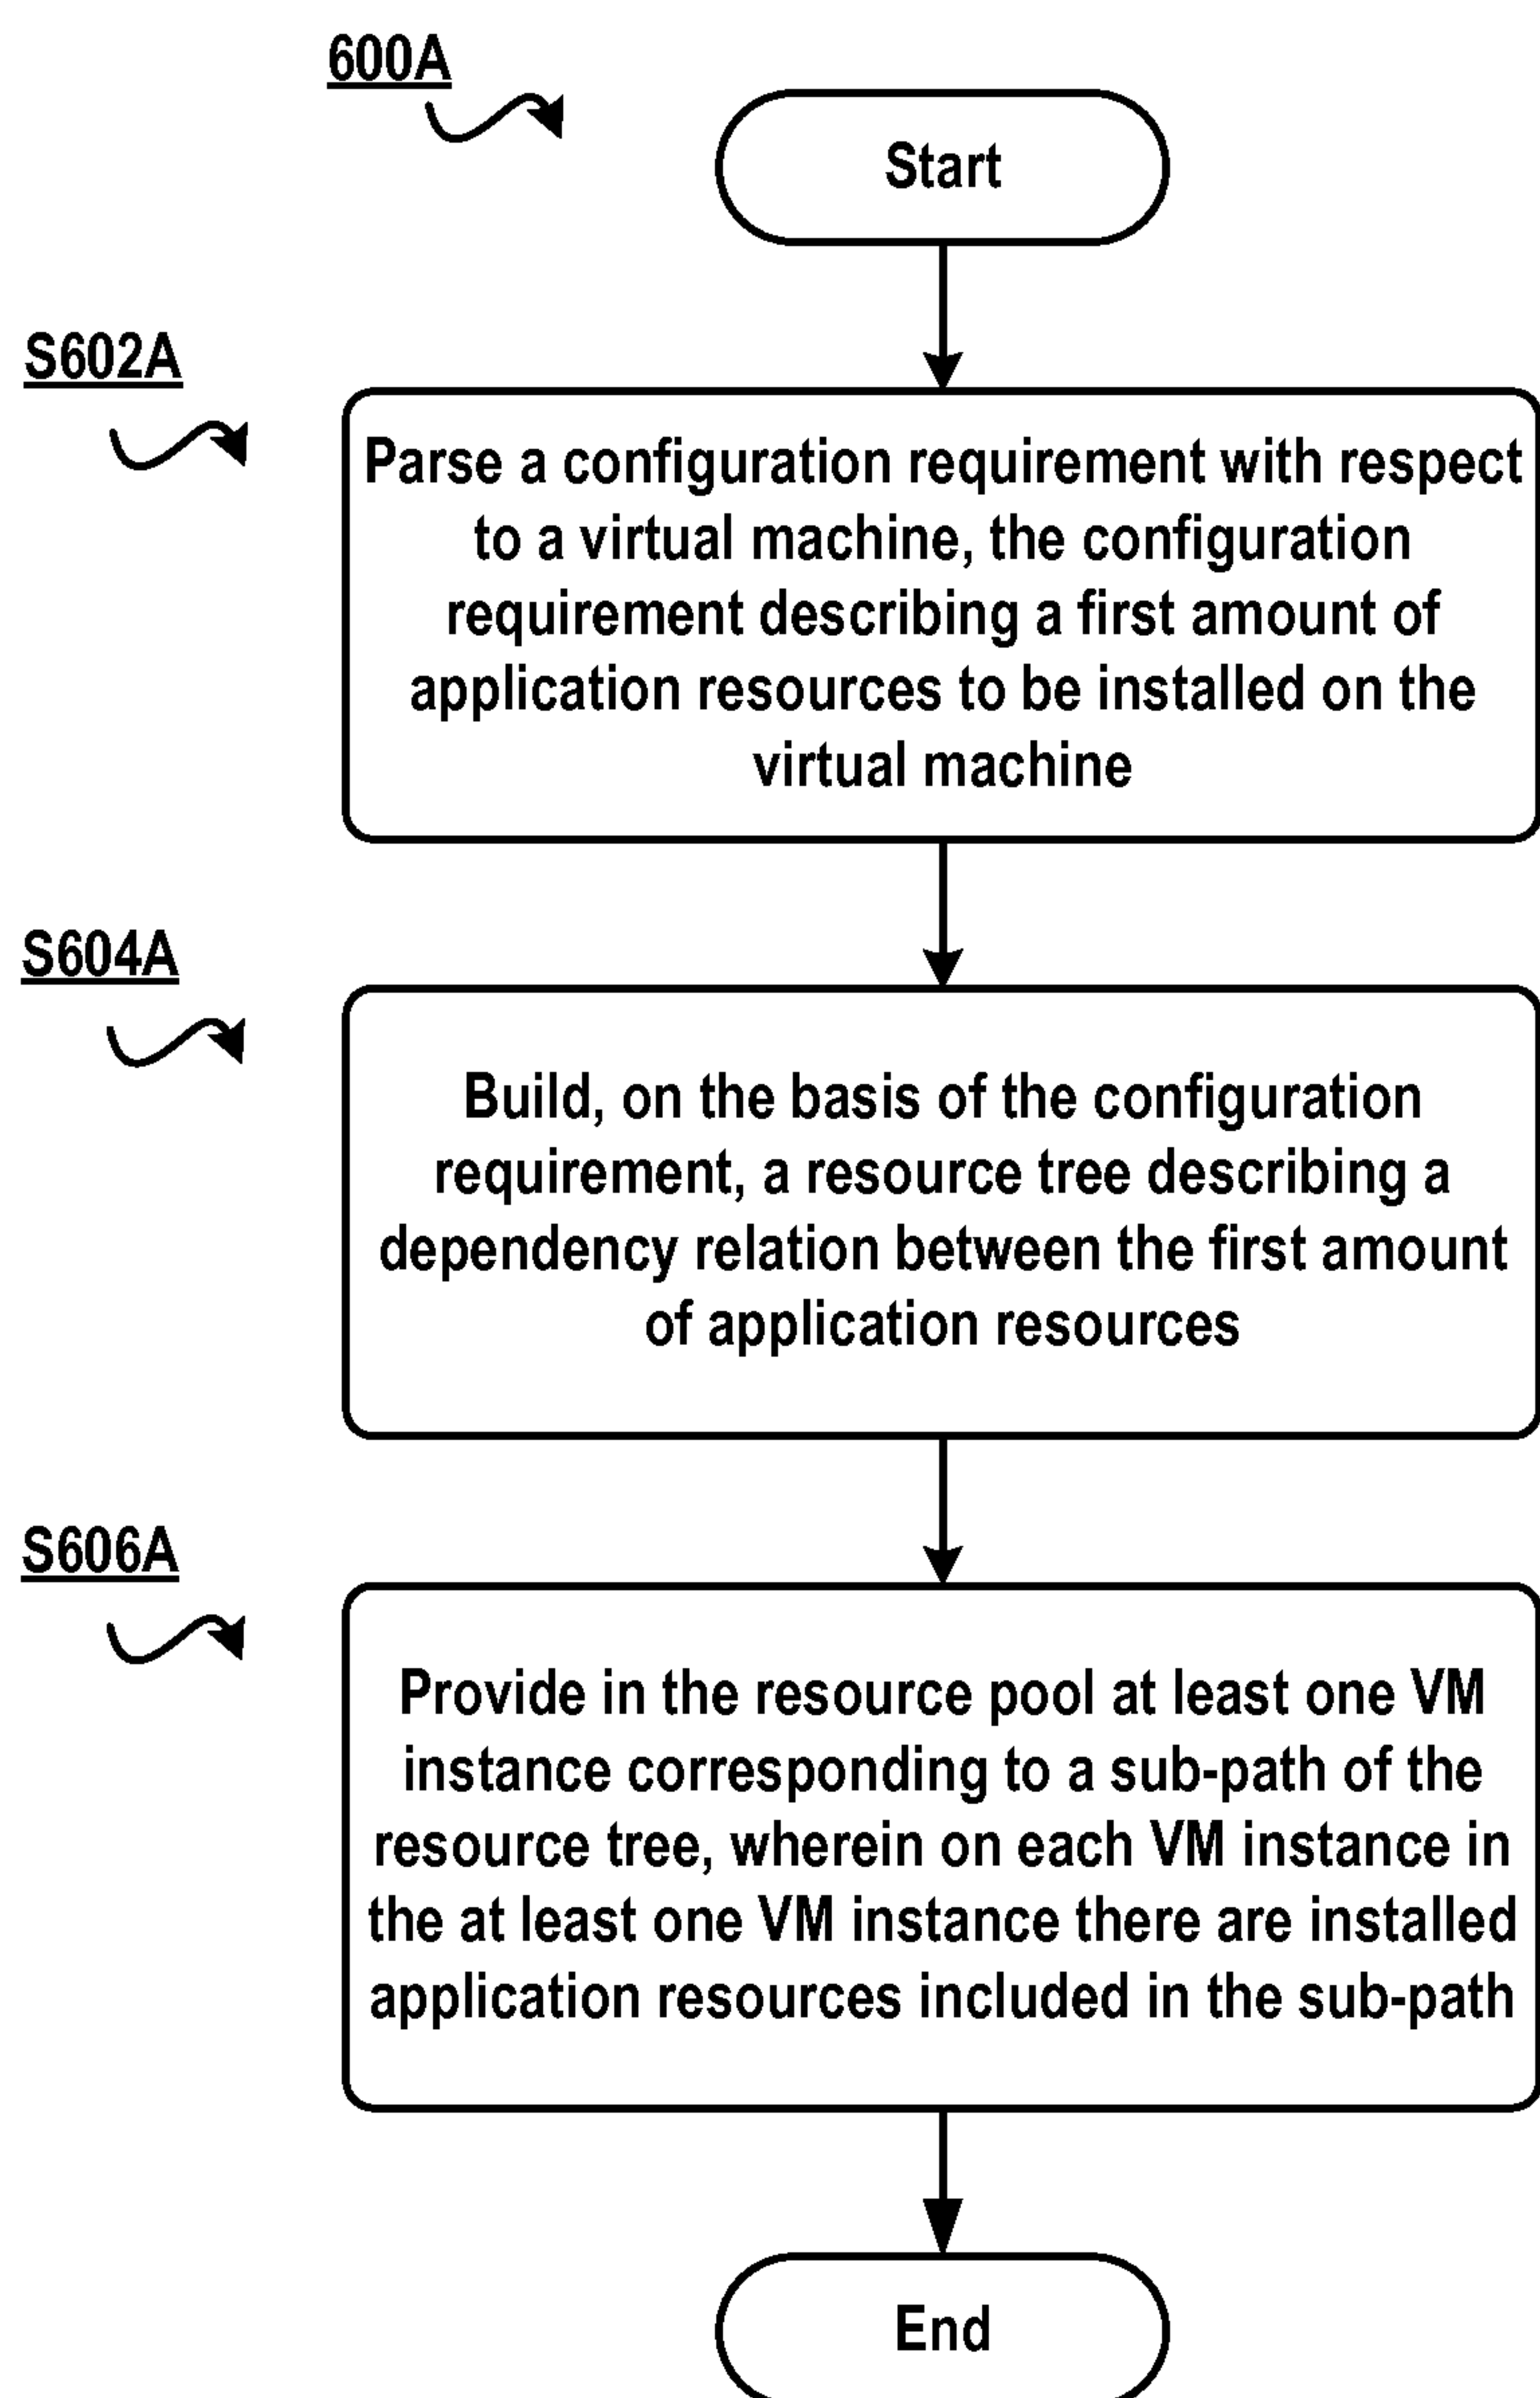 600A
Start
S602A
Parse a configuration requirement with respect
to a virtual machine, the configuration
requirement describing a first amount of
application resources to be installed on the
virtual machine
S604A
Build, on the basis of the configuration
requirement, a resource tree describing a
dependency relation between the first amount
of application resources
S606A
Provide in the resource pool at least one VM
instance corresponding to a sub-path of the
resource tree, wherein on each VM instance in
the at least one VM instance there are installed
application resources included in the sub-path
End